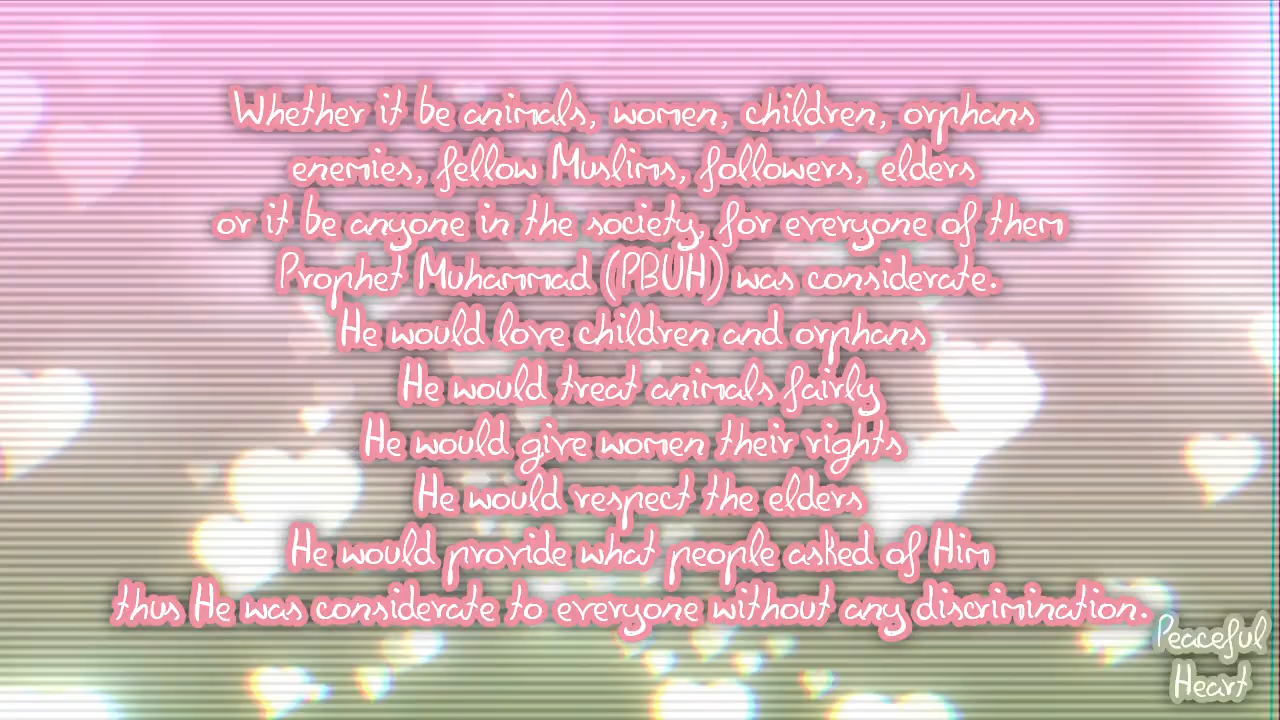 Whether it be animals, women, children, orphans
enemies, fellow Muslims, followers, elders
or it be anyone in the society, for everyone of them
Prophet Muhammad (PBUH) was considerate.
He would love children and orphans
He would treat animals fairly
He would give women their rights
He would respect the elders
He would provide what people asked of Him
thus He was considerate to everyone without any discrimination.
Peaceful
Heart